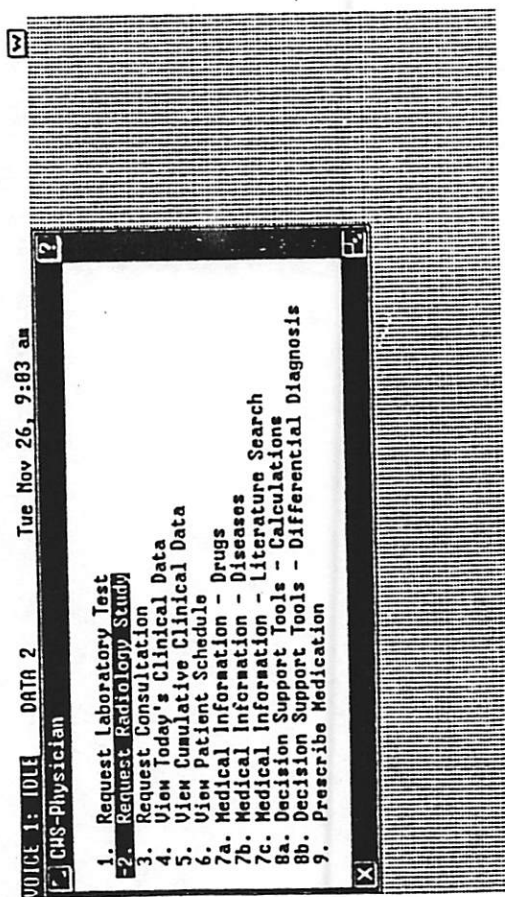 VOICE 1: IDLE DATA 2 Tue Nov 26, 9:03 am
CWS-Physician
1. Request Laboratory Test
-2. Request Radiology Study
3. Request Consultation
4. View Today's Clinical Data
5. View Cumulative Clinical Data
6. View Patient Schedule
7a. Medical Information - Drugs
7b. Medical Information - Diseases
7c. Medical Information - Literature Search
8a. Decision Support Tools - Calculations
8b. Decision Support Tools - Differential Diagnosis
9. Prescribe Medication